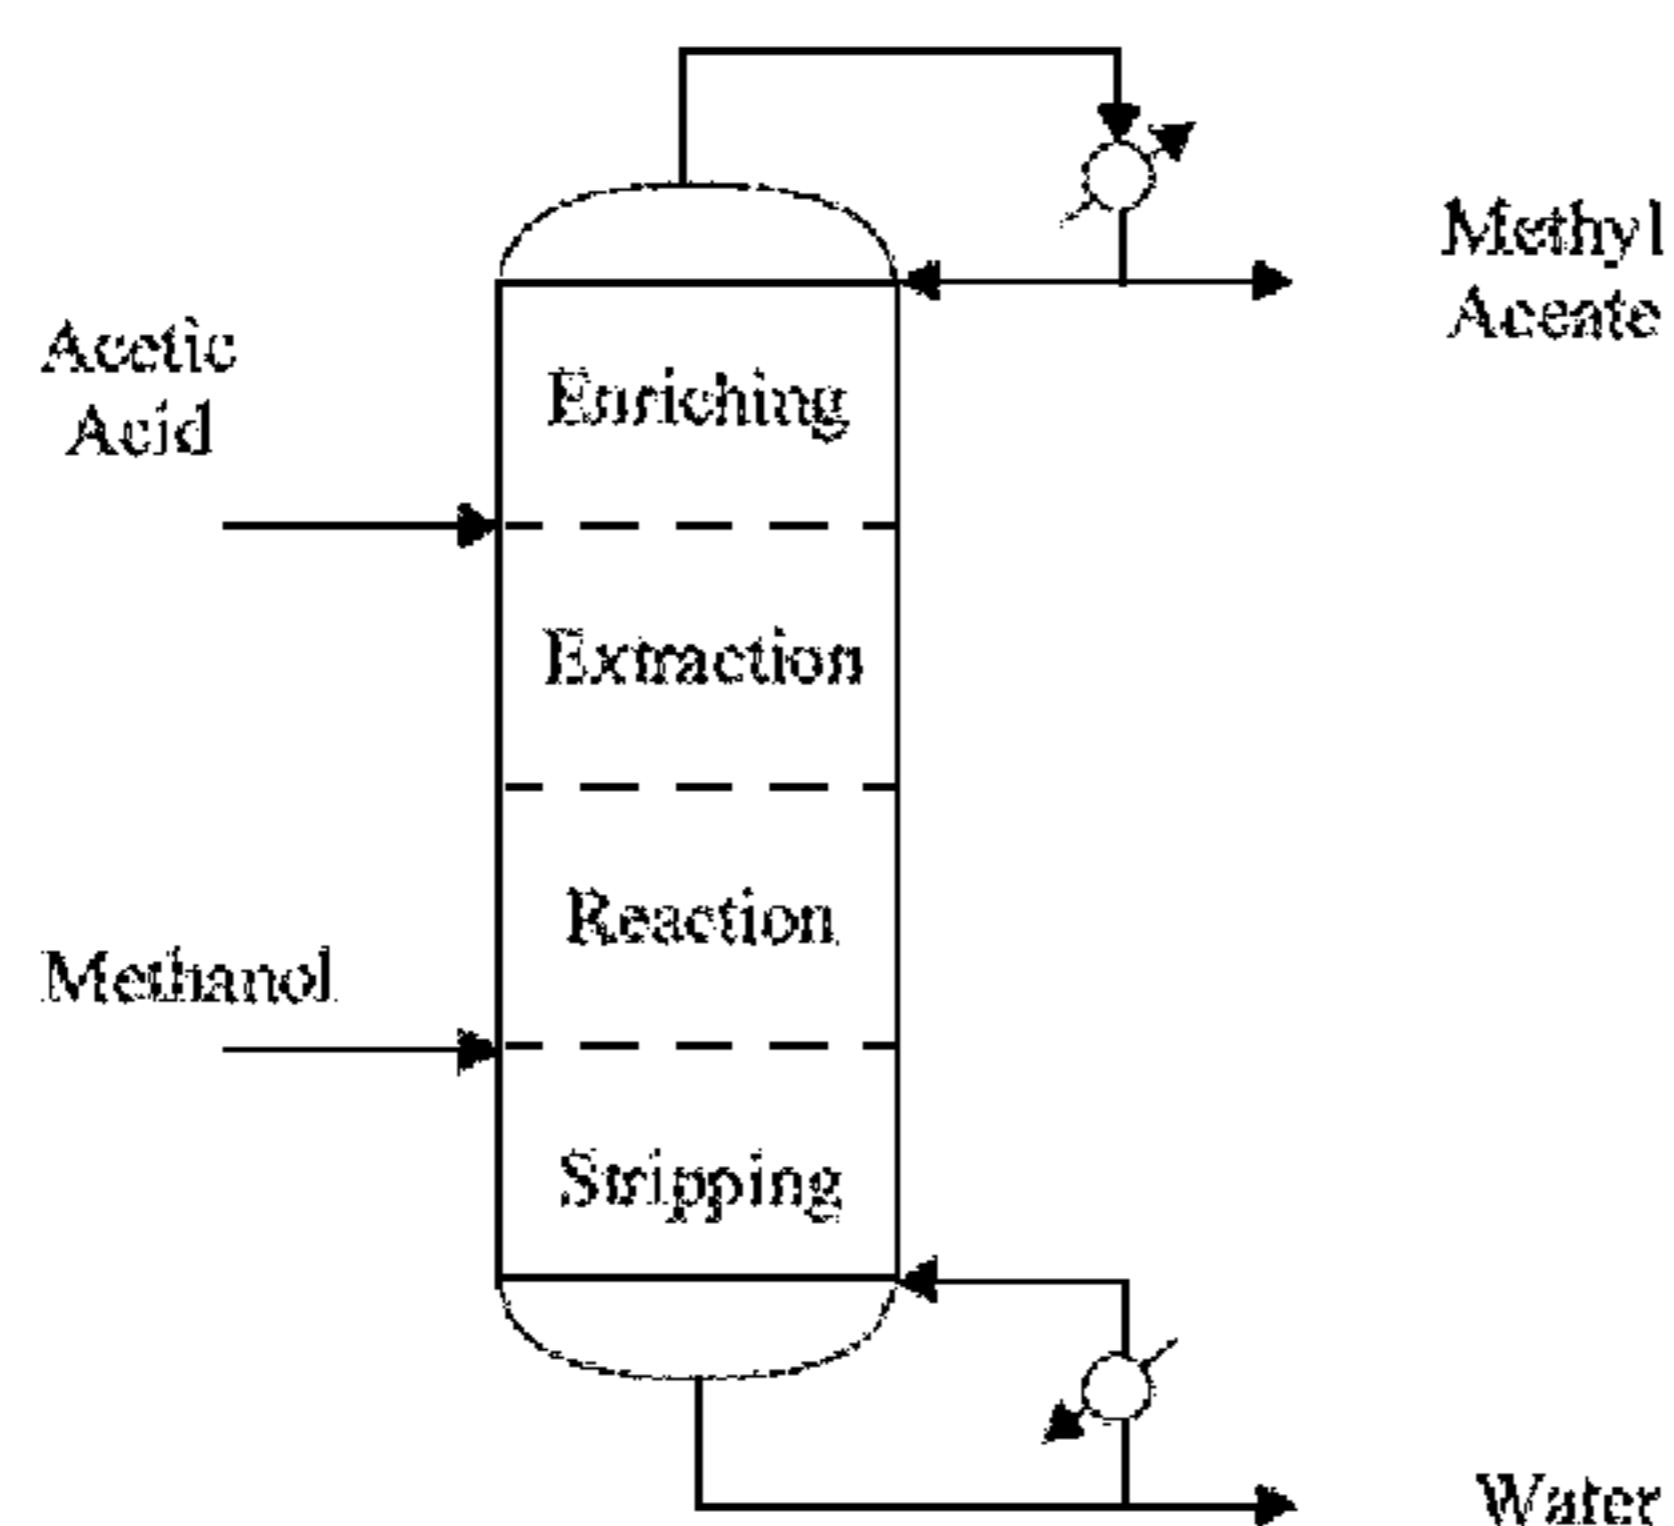 Methyl
Aceate
Acetic
Acid
Enriching
Extraction
Reaction
Methanol
Stripping
Water